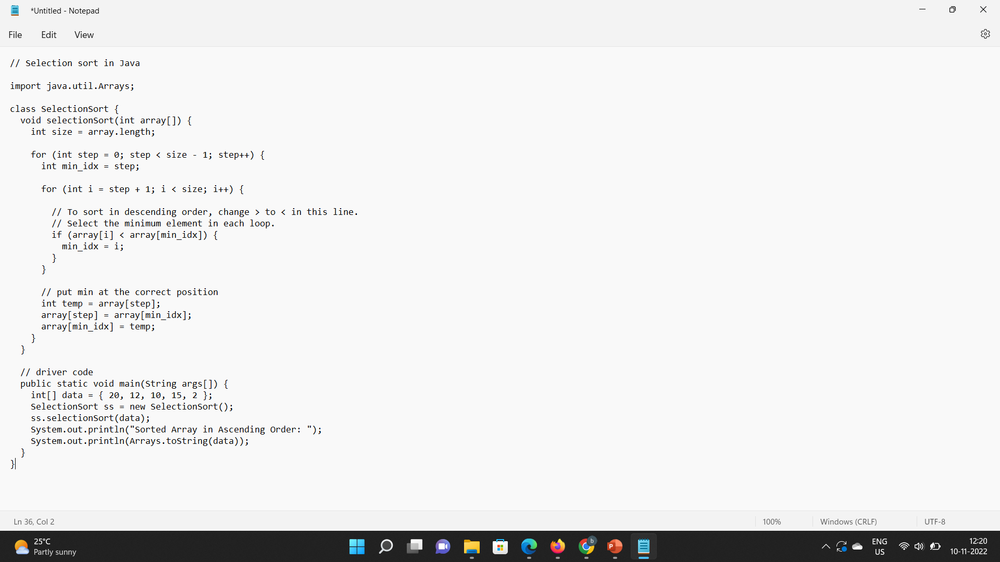 *Untitled - Notepad
File Edit View
// Selection sort in Java
import java.util.Arrays;
class SelectionSort {
  void selectionSort(int array[]) {
    int size = array.length;
    for (int step = 0; step < size - 1; step++) {
      int min_idx = step;
      for (int i = step + 1; i < size; i++) {
        // To sort in descending order, change > to < in this line.
        // Select the minimum element in each loop.
        if (array[i] < array[min_idx]) {
          min_idx = i;
        }
      }
      // put min at the correct position
      int temp = array[step];
      array[step] = array[min_idx];
      array[min_idx] = temp;
    }
  }
  // driver code
  public static void main(String args[]) {
    int[] data = { 20, 12, 10, 15, 2 };
    SelectionSort ss = new SelectionSort();
    ss.selectionSort(data);
    System.out.println("Sorted Array in Ascending Order: ");
    System.out.println(Arrays.toString(data));
  }
}
Ln 36, Col 2 100% Windows (CRLF) UTF-8
25°C
Partly sunny
b
P
ENG
US
12:20
10-11-2022